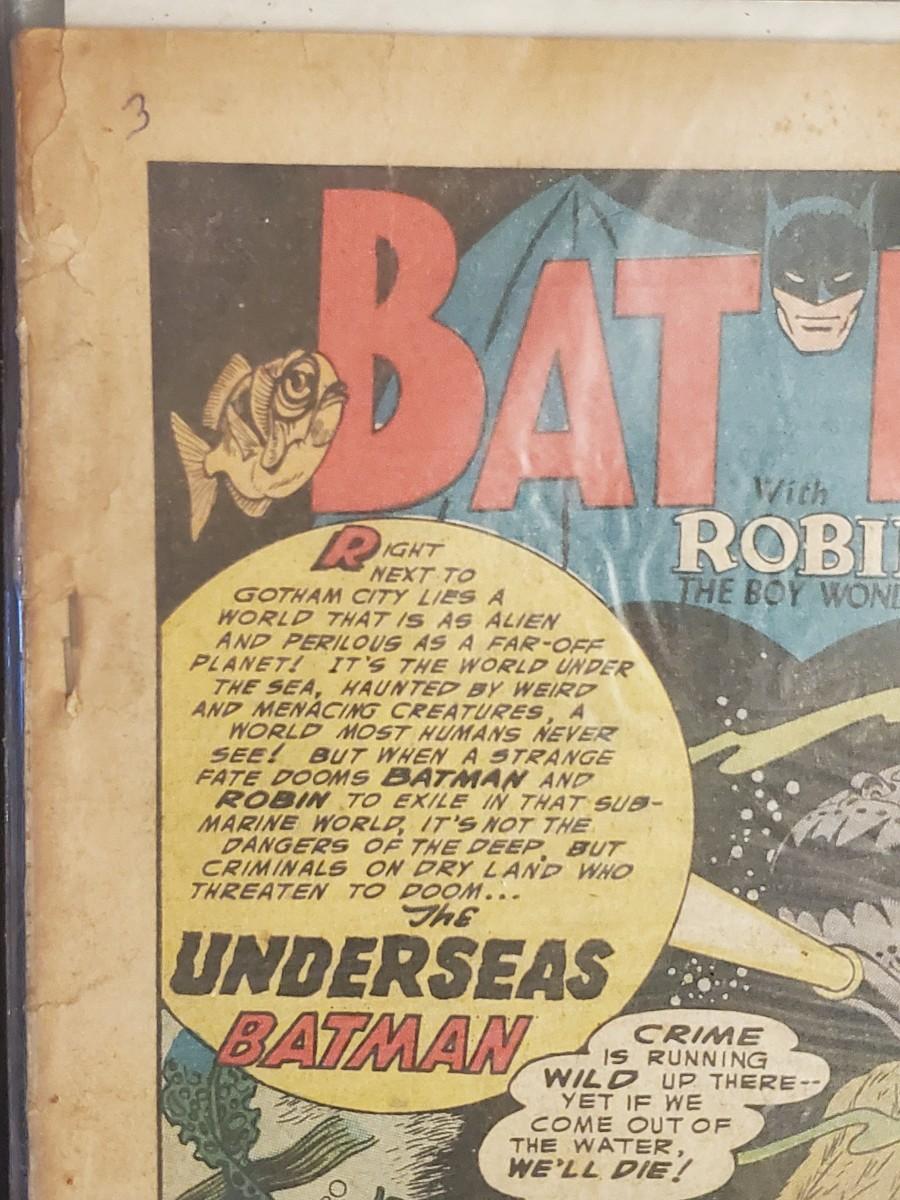 3
BAT
With
ROBI
THE BOY WOND
RIGHT
NEXT TO
GOTHAM CITY LIES A
WORLD THAT IS AS ALIEN
AND PERILOUS AS A FAR-OFF
PLANET! IT'S THE WORLD UNDER
THE SEA, HAUNTED BY WEIRD
AND MENACING CREATURES, A
WORLD MOST HUMANS NEVER
SEE! BUT WHEN A STRANGE
FATE DOOMS BATMAN AND
ROBIN TO EXILE IN THAT SUB-
MARINE WORLD, IT'S NOT THE
DANGERS OF THE DEEP, BUT
CRIMINALS ON DRY LAND WHO
THREATEN TO DOOM...
The
UNDERSEAS
BATMAN
CRIME
IS RUNNING
WILD UP THERE--
YET IF WE
COME OUT OF
THE WATER,
WE'LL DIE!